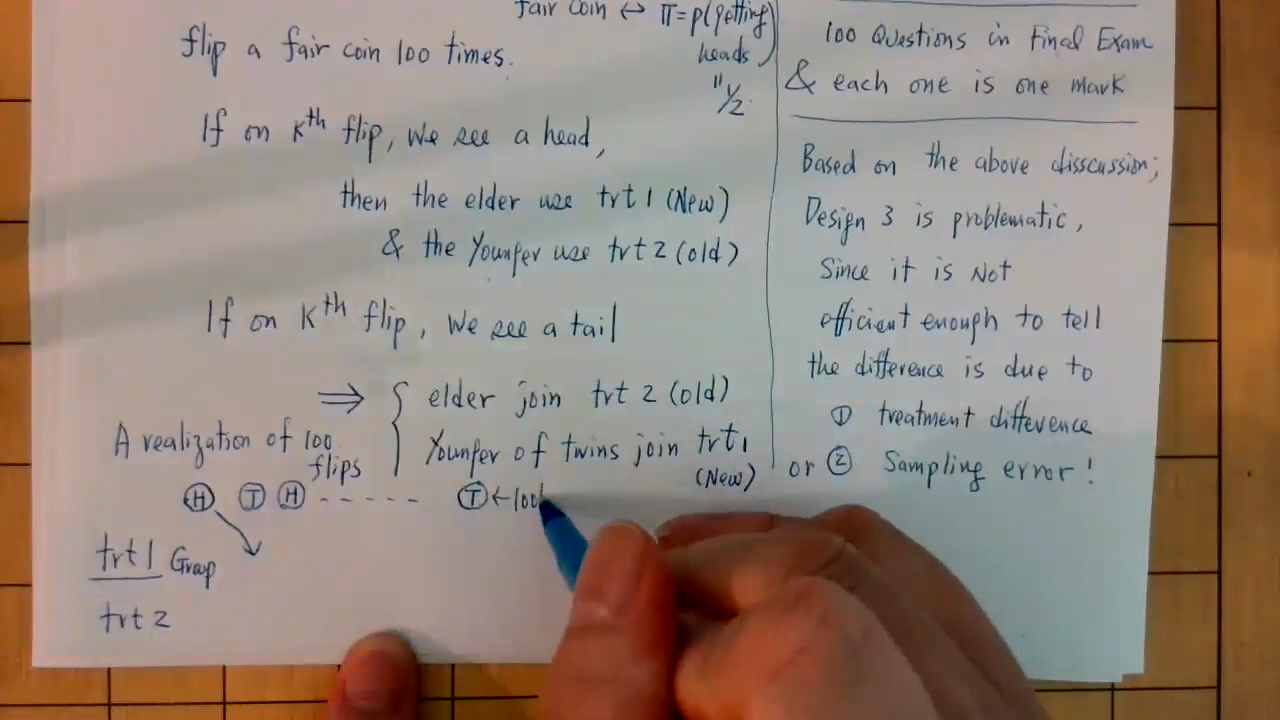 fair coin ↔ π = p(getting
heads)
" 1/2.
flip a fair coin 100 times.
If on Kth flip, we see a head,
then the elder use trt 1 (New)
& the Younger use trt 2 (old)
If on Kth flip, we see a tail
⇒ { elder join trt 2 (old)
Younger of twins join trt1
(New)
A realization of 100
flips
H T H - - - - - - T ← 100
trt 1 Group
trt 2
100 Questions in Final Exam
& each one is one mark
Based on the above disscussion;
Design 3 is problematic,
Since it is Not
efficient enough to tell
the difference is due to
① treatment difference
or ② Sampling error!